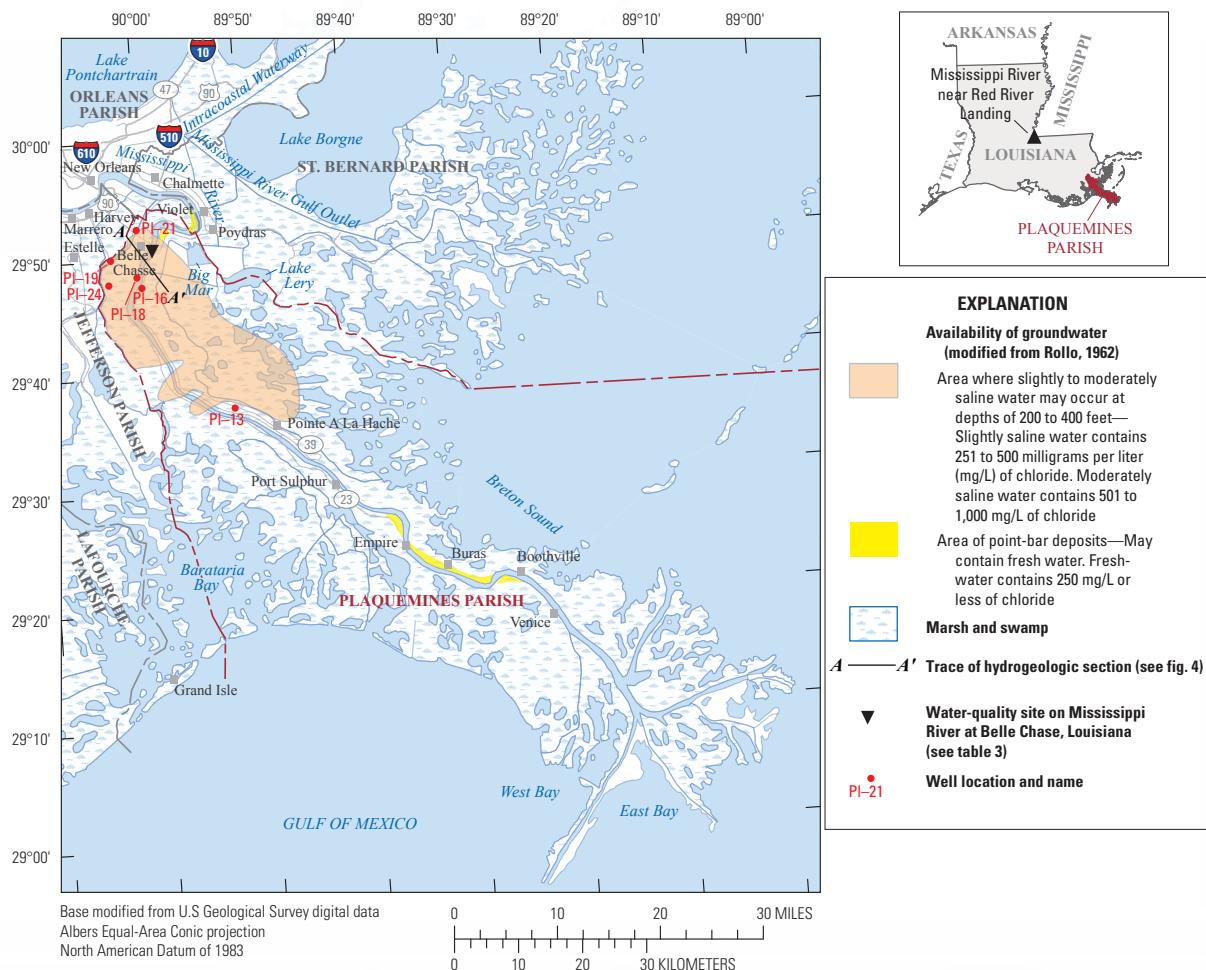 90°00'
89°50'
89°40'
89°30'
89°20'
89°10'
89°00'
30°00'
29°50'
29°40'
29°30'
29°20'
29°10'
29°00'
10
Lake
Pontchartrain
47
90
Intracoastal Waterway
ORLEANS
PARISH
510
610
Lake Borgne
Mississippi River Gulf Outlet
ST. BERNARD PARISH
New Orleans
Mississippi
River
Chalmette
90
Violet
Harvey
Marrero
A
Pl–21
Poydras
Estelle
Belle
Chasse
Big
Mar
Lake
Lery
Pl–19
Pl–24
Pl–16
A'
Pl–18
JEFFERSON PARISH
Pl–13
Pointe A La Hache
39
Port Sulphur
23
Breton Sound
LAFOURCHE
PARISH
Empire
Buras
Boothville
Barataria
Bay
PLAQUEMINES PARISH
Venice
Grand Isle
West Bay
East Bay
GULF OF MEXICO
Base modified from U.S Geological Survey digital data
Albers Equal-Area Conic projection
North American Datum of 1983
0 10 20 30 MILES
0 10 20 30 KILOMETERS
ARKANSAS
Mississippi River
near Red River
Landing
MISSISSIPPI
TEXAS
LOUISIANA
PLAQUEMINES
PARISH
EXPLANATION
Availability of groundwater
(modified from Rollo, 1962)
Area where slightly to moderately
saline water may occur at
depths of 200 to 400 feet—
Slightly saline water contains
251 to 500 milligrams per liter
(mg/L) of chloride. Moderately
saline water contains 501 to
1,000 mg/L of chloride
Area of point-bar deposits—May
contain fresh water. Fresh-
water contains 250 mg/L or
less of chloride
Marsh and swamp
A A' Trace of hydrogeologic section (see fig. 4)
Water-quality site on Mississippi
River at Belle Chase, Louisiana
(see table 3)
Pl–21
Well location and name